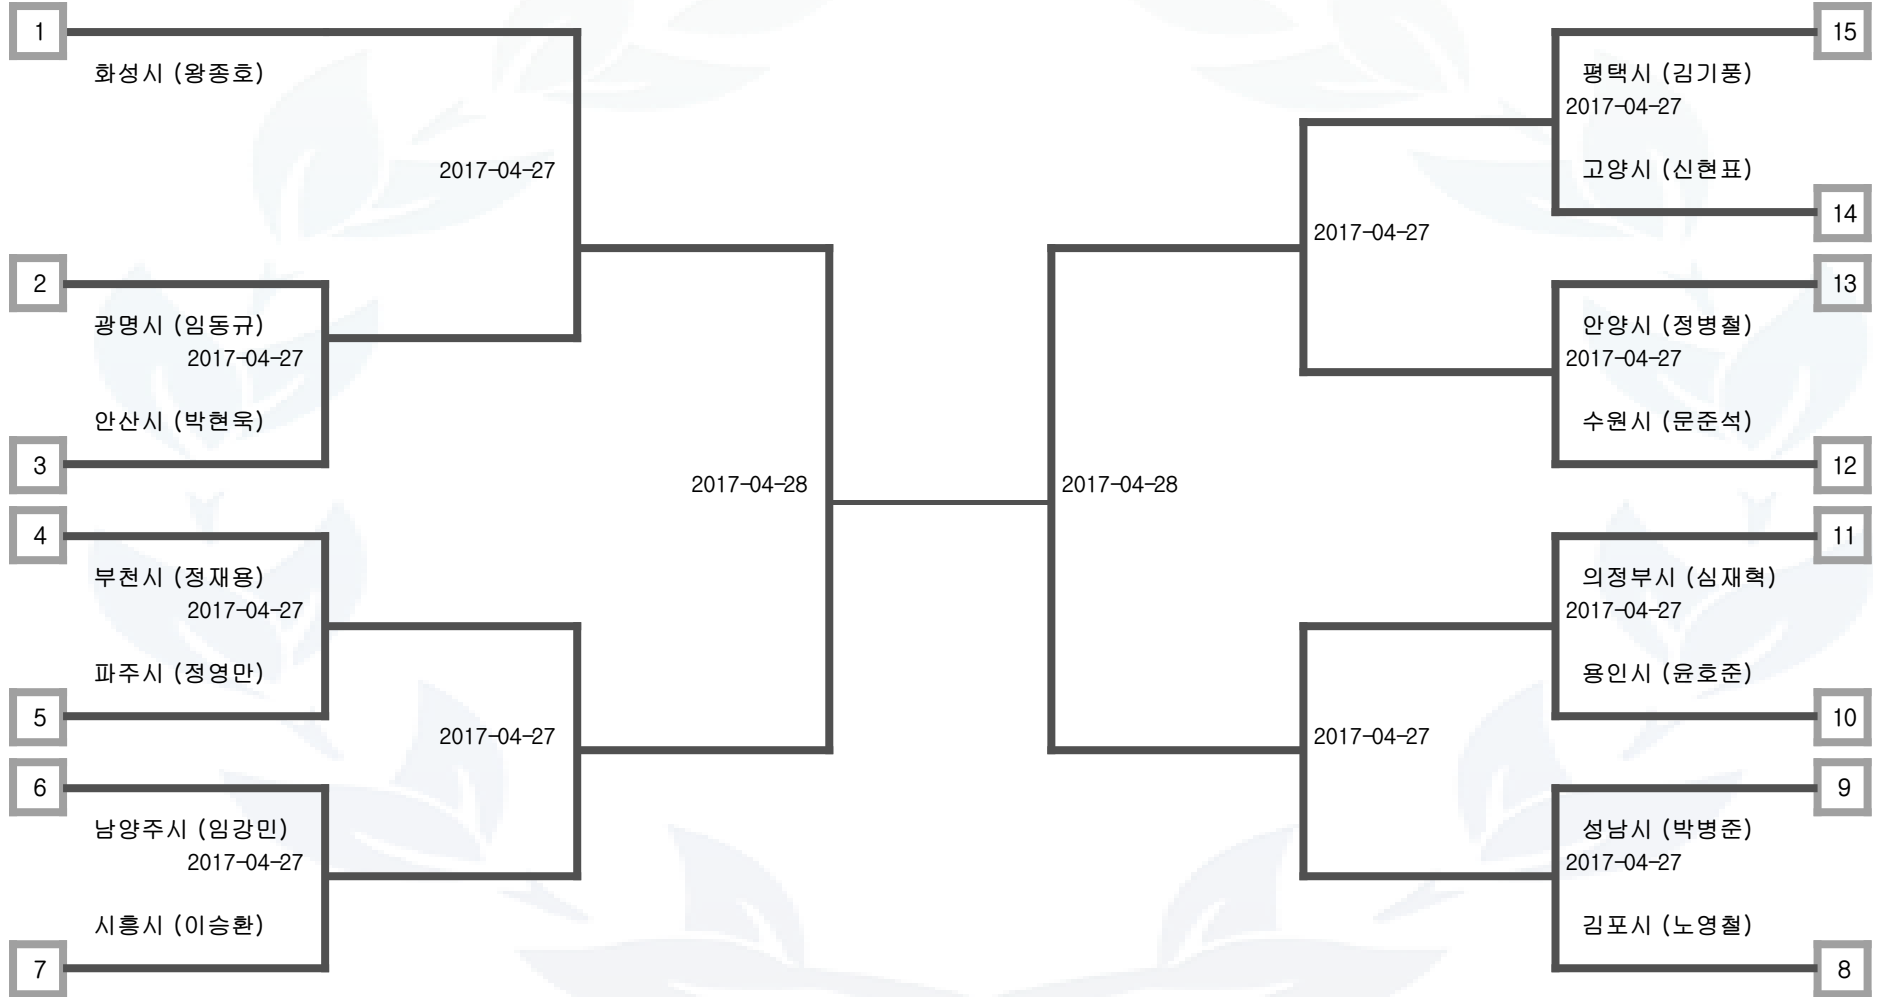 1
화성시 (왕종호)
2017-04-27
2
광명시 (임동규)
2017-04-27
안산시 (박현욱)
3
2017-04-28
4
부천시 (정재용)
2017-04-27
파주시 (정영만)
5
2017-04-27
6
남양주시 (임강민)
2017-04-27
시흥시 (이승환)
7
15
평택시 (김기풍)
2017-04-27
고양시 (신현표)
14
2017-04-27
13
안양시 (정병철)
2017-04-27
수원시 (문준석)
12
2017-04-28
11
의정부시 (심재혁)
2017-04-27
용인시 (윤호준)
10
2017-04-27
9
성남시 (박병준)
2017-04-27
김포시 (노영철)
8